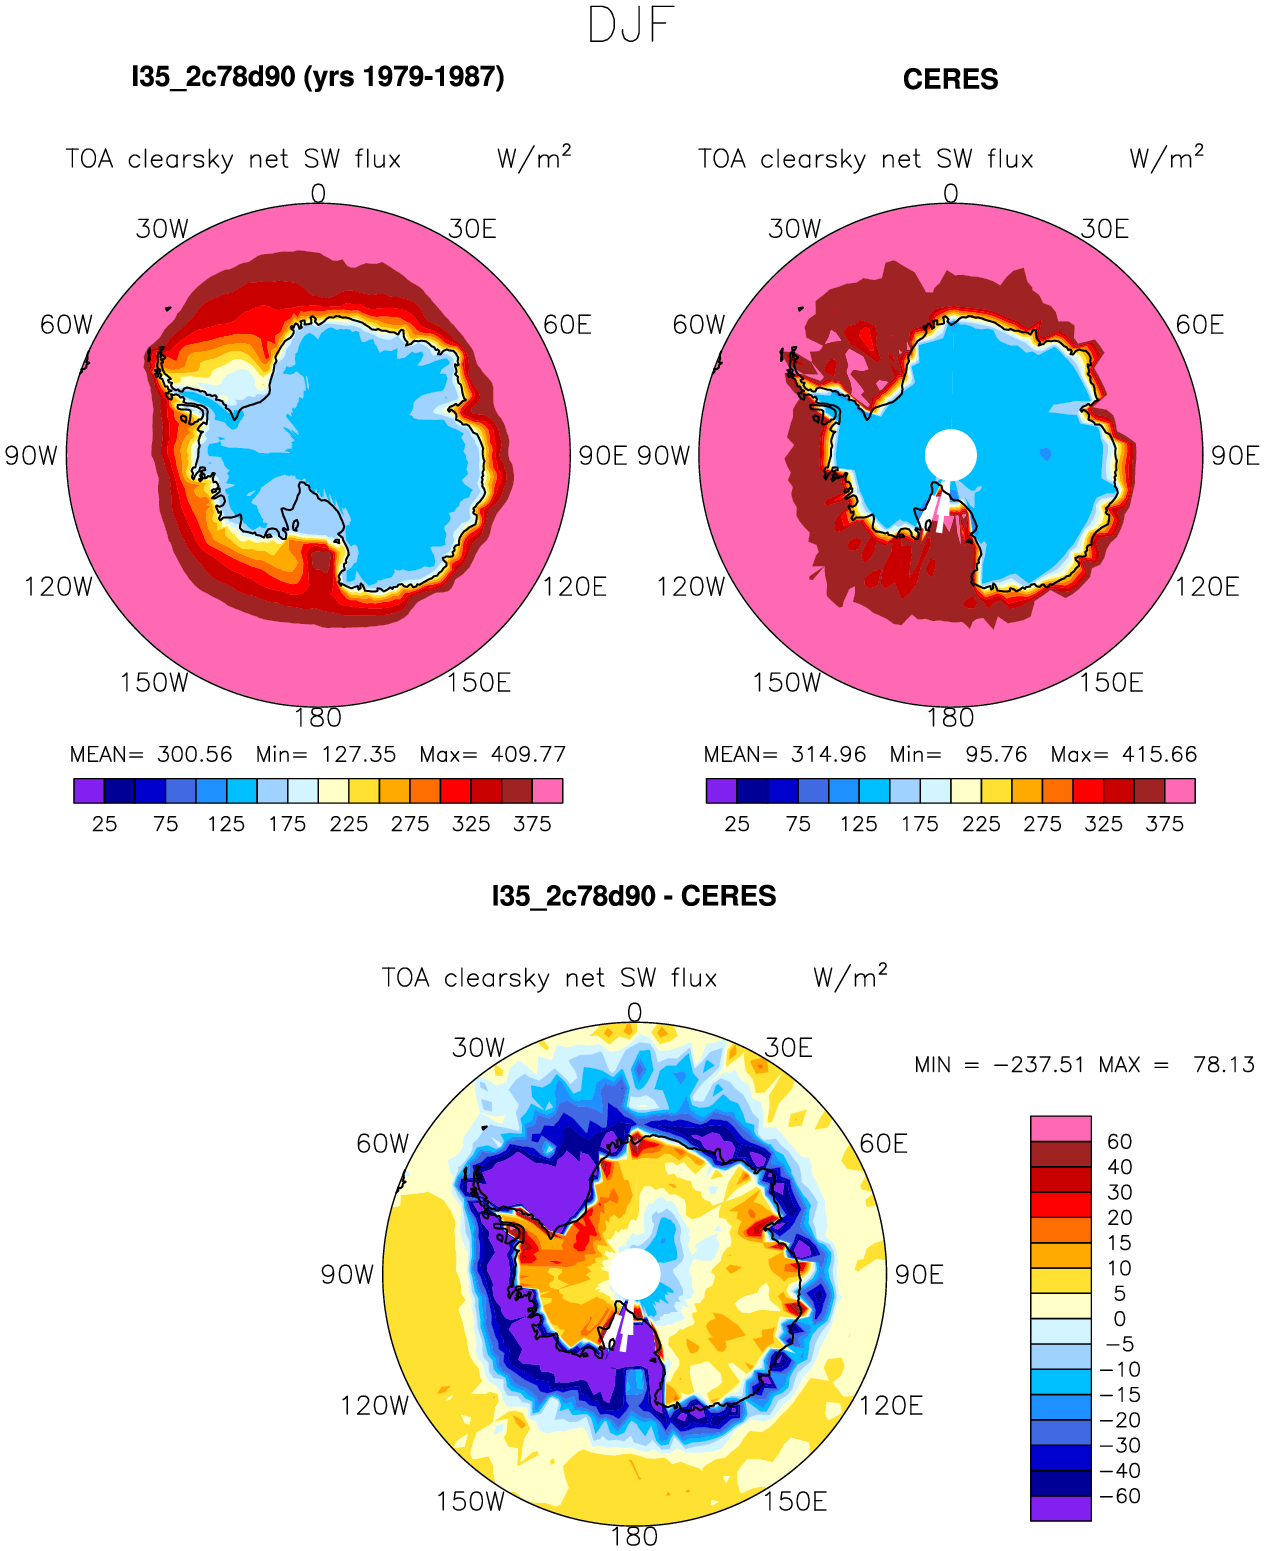 DJF
I35_2c78d90 (yrs 1979-1987)
TOA clearsky net SW flux W/m²
0
30W 30E
60W 60E
90W 90E
120W 120E
150W 150E
180
MEAN= 300.56 Min= 127.35 Max= 409.77
25 75 125 175 225 275 325 375
CERES
TOA clearsky net SW flux W/m²
0
30W 30E
60W 60E
90W 90E
120W 120E
150W 150E
180
MEAN= 314.96 Min= 95.76 Max= 415.66
25 75 125 175 225 275 325 375
I35_2c78d90 - CERES
TOA clearsky net SW flux W/m²
0
30W 30E
60W 60E
90W 90E
120W 120E
150W 150E
180
MIN = −237.51 MAX = 78.13
60
40
30
20
15
10
5
0
−5
−10
−15
−20
−30
−40
−60